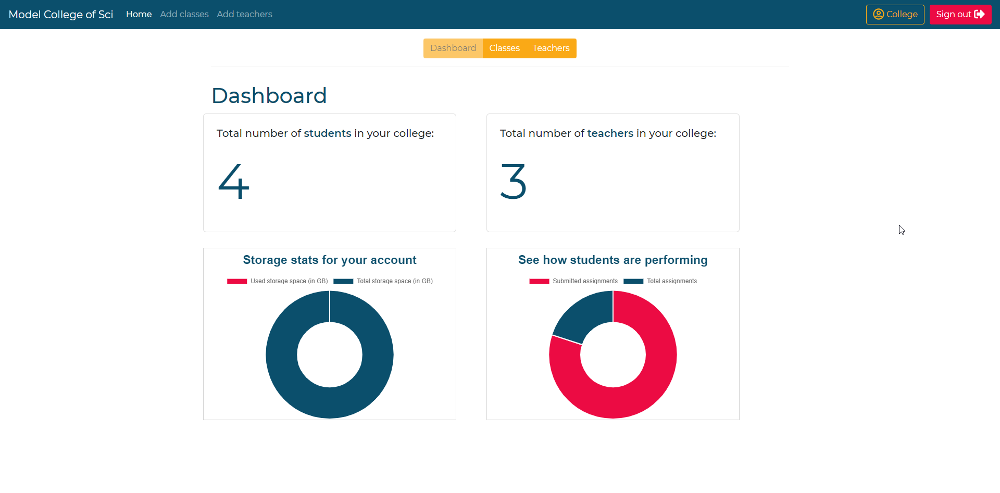 Model College of Sci Home Add classes Add teachers College Sign out
Dashboard Classes Teachers
Dashboard
Total number of students in your college:
4
Total number of teachers in your college:
3
Storage stats for your account
Used storage space (in GB) Total storage space (in GB)
See how students are performing
Submitted assignments Total assignments